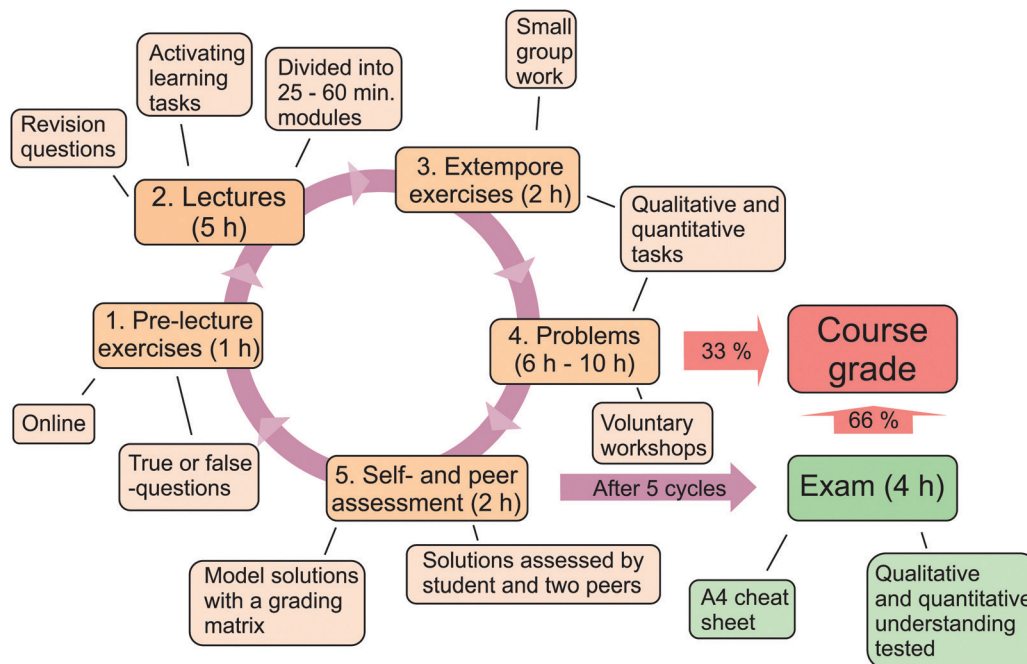 Small
group
work
Activating
learning
tasks
Divided into
25 - 60 min.
modules
Revision
questions
3. Extempore
exercises (2 h)
2. Lectures
(5 h)
Qualitative and
quantitative
tasks
1. Pre-lecture
exercises (1 h)
4. Problems
(6 h - 10 h)
33 %
Course
grade
66 %
Online
True or false
-questions
Voluntary
workshops
5. Self- and peer
assessment (2 h)
After 5 cycles
Exam (4 h)
Model solutions
with a grading
matrix
Solutions assessed by
student and two peers
A4 cheat
sheet
Qualitative
and quantitative
understanding
tested